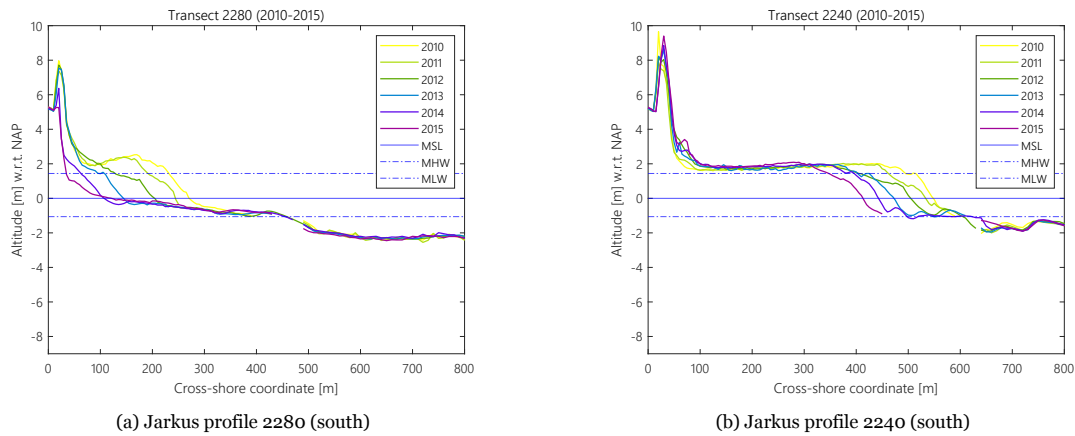 Transect 2280 (2010-2015)
10
8
6
4
2
0
-2
-4
-6
-8
Altitude [m] w.r.t. NAP
0 100 200 300 400 500 600 700 800
Cross-shore coordinate [m]
2010
2011
2012
2013
2014
2015
MSL
MHW
MLW
(a) Jarkus profile 2280 (south)
Transect 2240 (2010-2015)
10
8
6
4
2
0
-2
-4
-6
-8
Altitude [m] w.r.t. NAP
0 100 200 300 400 500 600 700 800
Cross-shore coordinate [m]
2010
2011
2012
2013
2014
2015
MSL
MHW
MLW
(b) Jarkus profile 2240 (south)